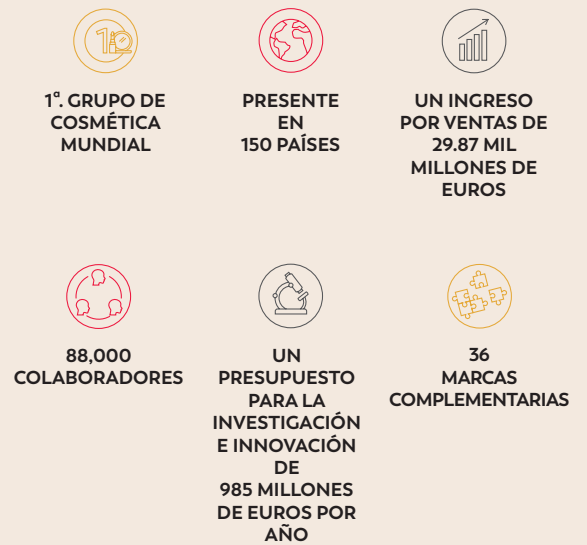 1ª. GRUPO DE
COSMÉTICA
MUNDIAL
PRESENTE
EN
150 PAÍSES
UN INGRESO
POR VENTAS DE
29.87 MIL
MILLONES DE
EUROS
88,000
COLABORADORES
UN
PRESUPUESTO
PARA LA
INVESTIGACIÓN
E INNOVACIÓN
DE
985 MILLONES
DE EUROS POR
AÑO
36
MARCAS
COMPLEMENTARIAS